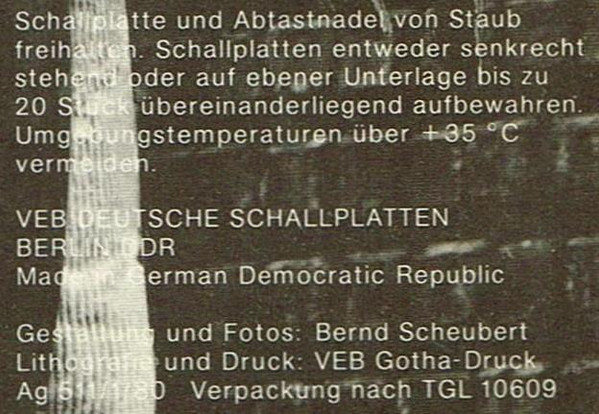 Schallplatte und Abtastnadel von Staub
freihalten. Schallplatten entweder senkrecht
stehend oder auf ebener Unterlage bis zu
20 Stück übereinanderliegend aufbewahren.
Umgebungstemperaturen über +35 °C
vermeiden.
VEB DEUTSCHE SCHALLPLATTEN
BERLIN DDR
Made in German Democratic Republic
Gestaltung und Fotos: Bernd Scheubert
Lithografie und Druck: VEB Gotha-Druck
Ag 511/1/80 Verpackung nach TGL 10609